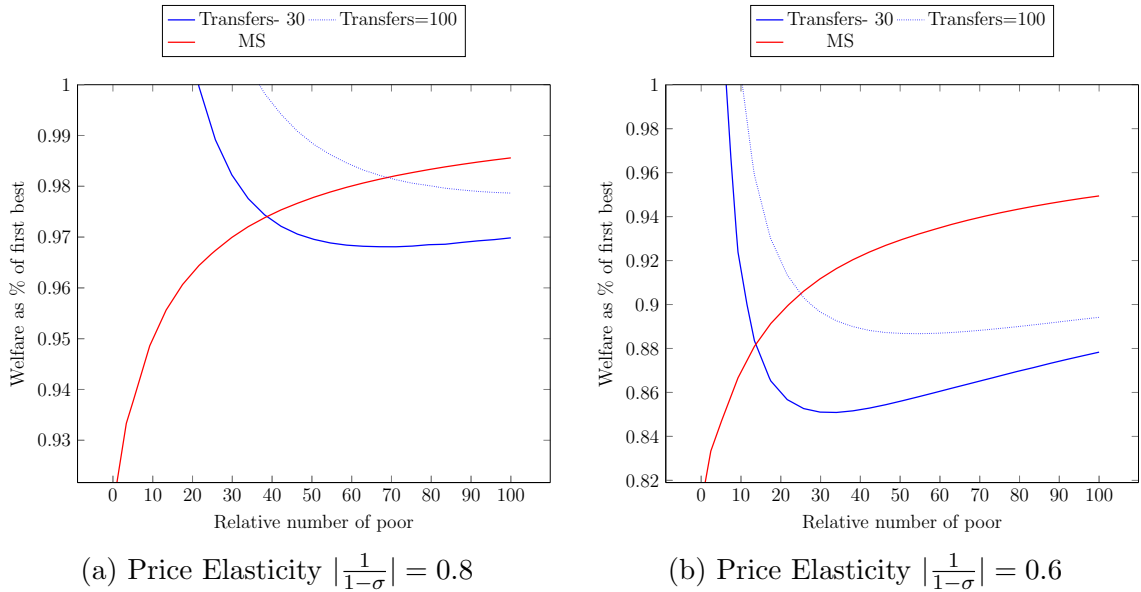 Transfers- 30 Transfers=100
MS
1
0.99
0.98
0.97
0.96
0.95
0.94
0.93
Welfare as % of first best
0 10 20 30 40 50 60 70 80 90 100
Relative number of poor
(a) Price Elasticity |1/(1−σ)| = 0.8
Transfers- 30 Transfers=100
MS
1
0.98
0.96
0.94
0.92
0.9
0.88
0.86
0.84
0.82
Welfare as % of first best
0 10 20 30 40 50 60 70 80 90 100
Relative number of poor
(b) Price Elasticity |1/(1−σ)| = 0.6